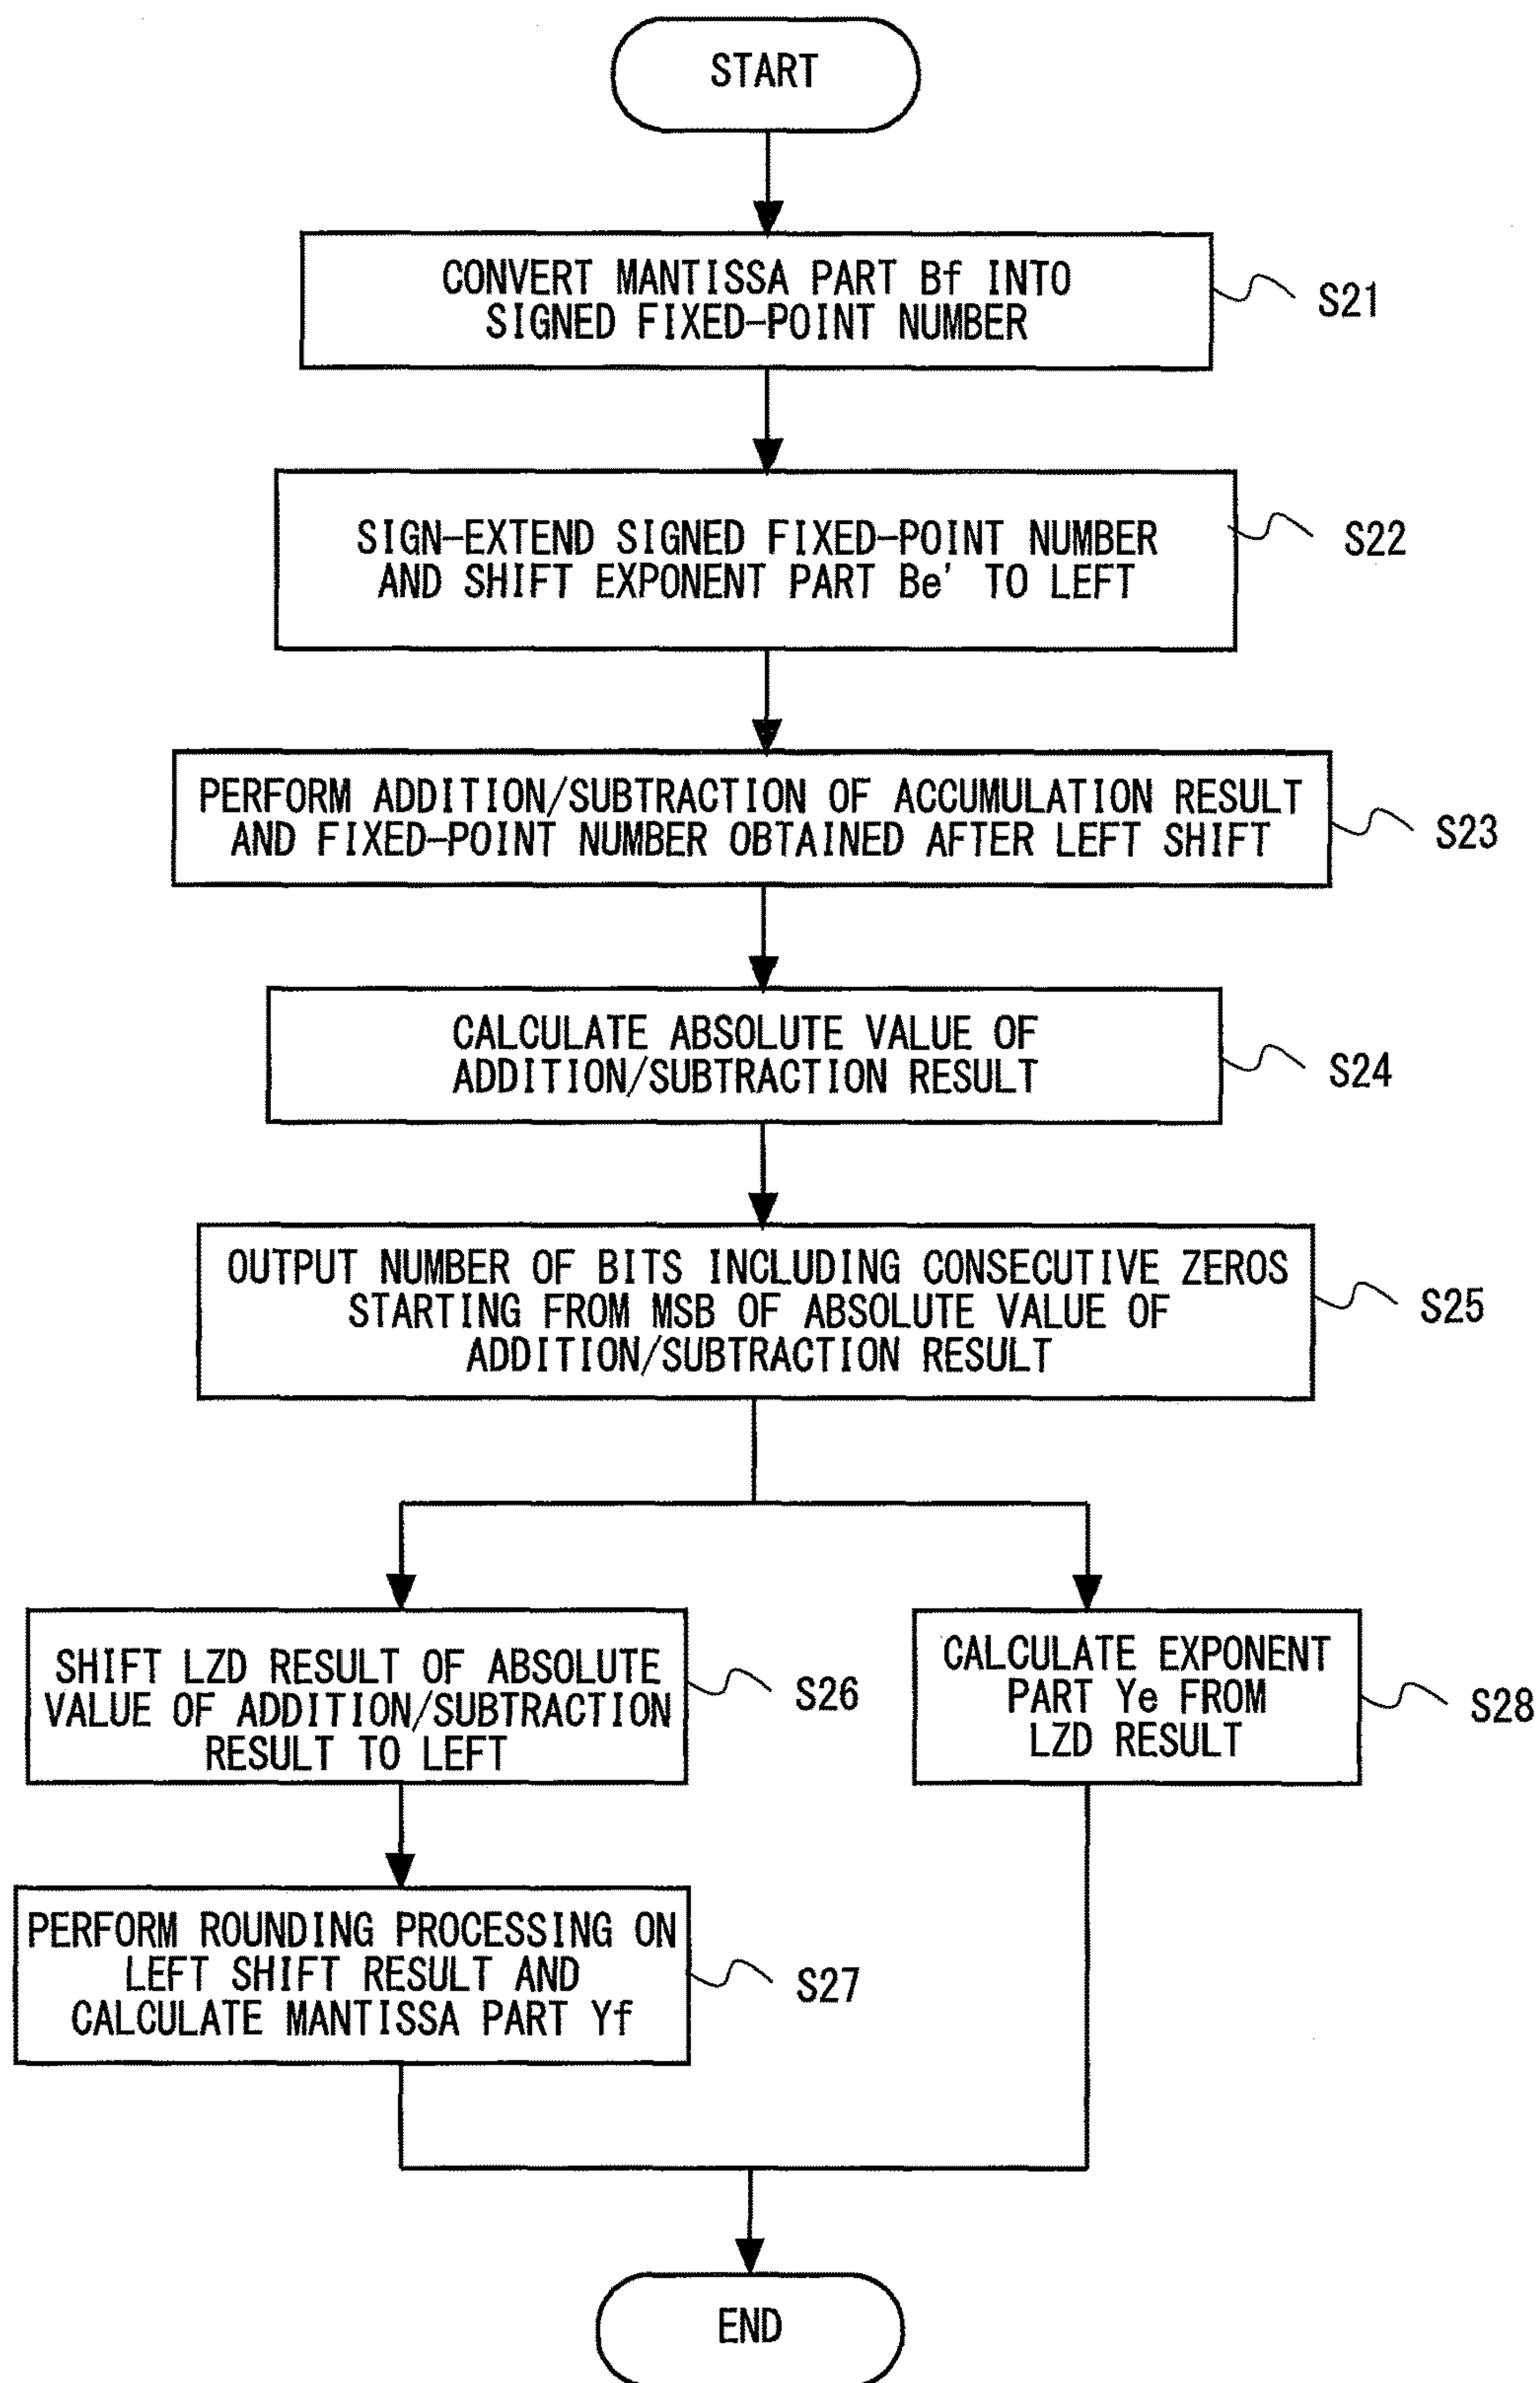 START
CONVERT MANTISSA PART Bf INTO
SIGNED FIXED-POINT NUMBER
S21
SIGN-EXTEND SIGNED FIXED-POINT NUMBER
AND SHIFT EXPONENT PART Be' TO LEFT
S22
PERFORM ADDITION/SUBTRACTION OF ACCUMULATION RESULT
AND FIXED-POINT NUMBER OBTAINED AFTER LEFT SHIFT
S23
CALCULATE ABSOLUTE VALUE OF
ADDITION/SUBTRACTION RESULT
S24
OUTPUT NUMBER OF BITS INCLUDING CONSECUTIVE ZEROS
STARTING FROM MSB OF ABSOLUTE VALUE OF
ADDITION/SUBTRACTION RESULT
S25
SHIFT LZD RESULT OF ABSOLUTE
VALUE OF ADDITION/SUBTRACTION
RESULT TO LEFT
S26
CALCULATE EXPONENT
PART Ye FROM
LZD RESULT
S28
PERFORM ROUNDING PROCESSING ON
LEFT SHIFT RESULT AND
CALCULATE MANTISSA PART Yf
S27
END